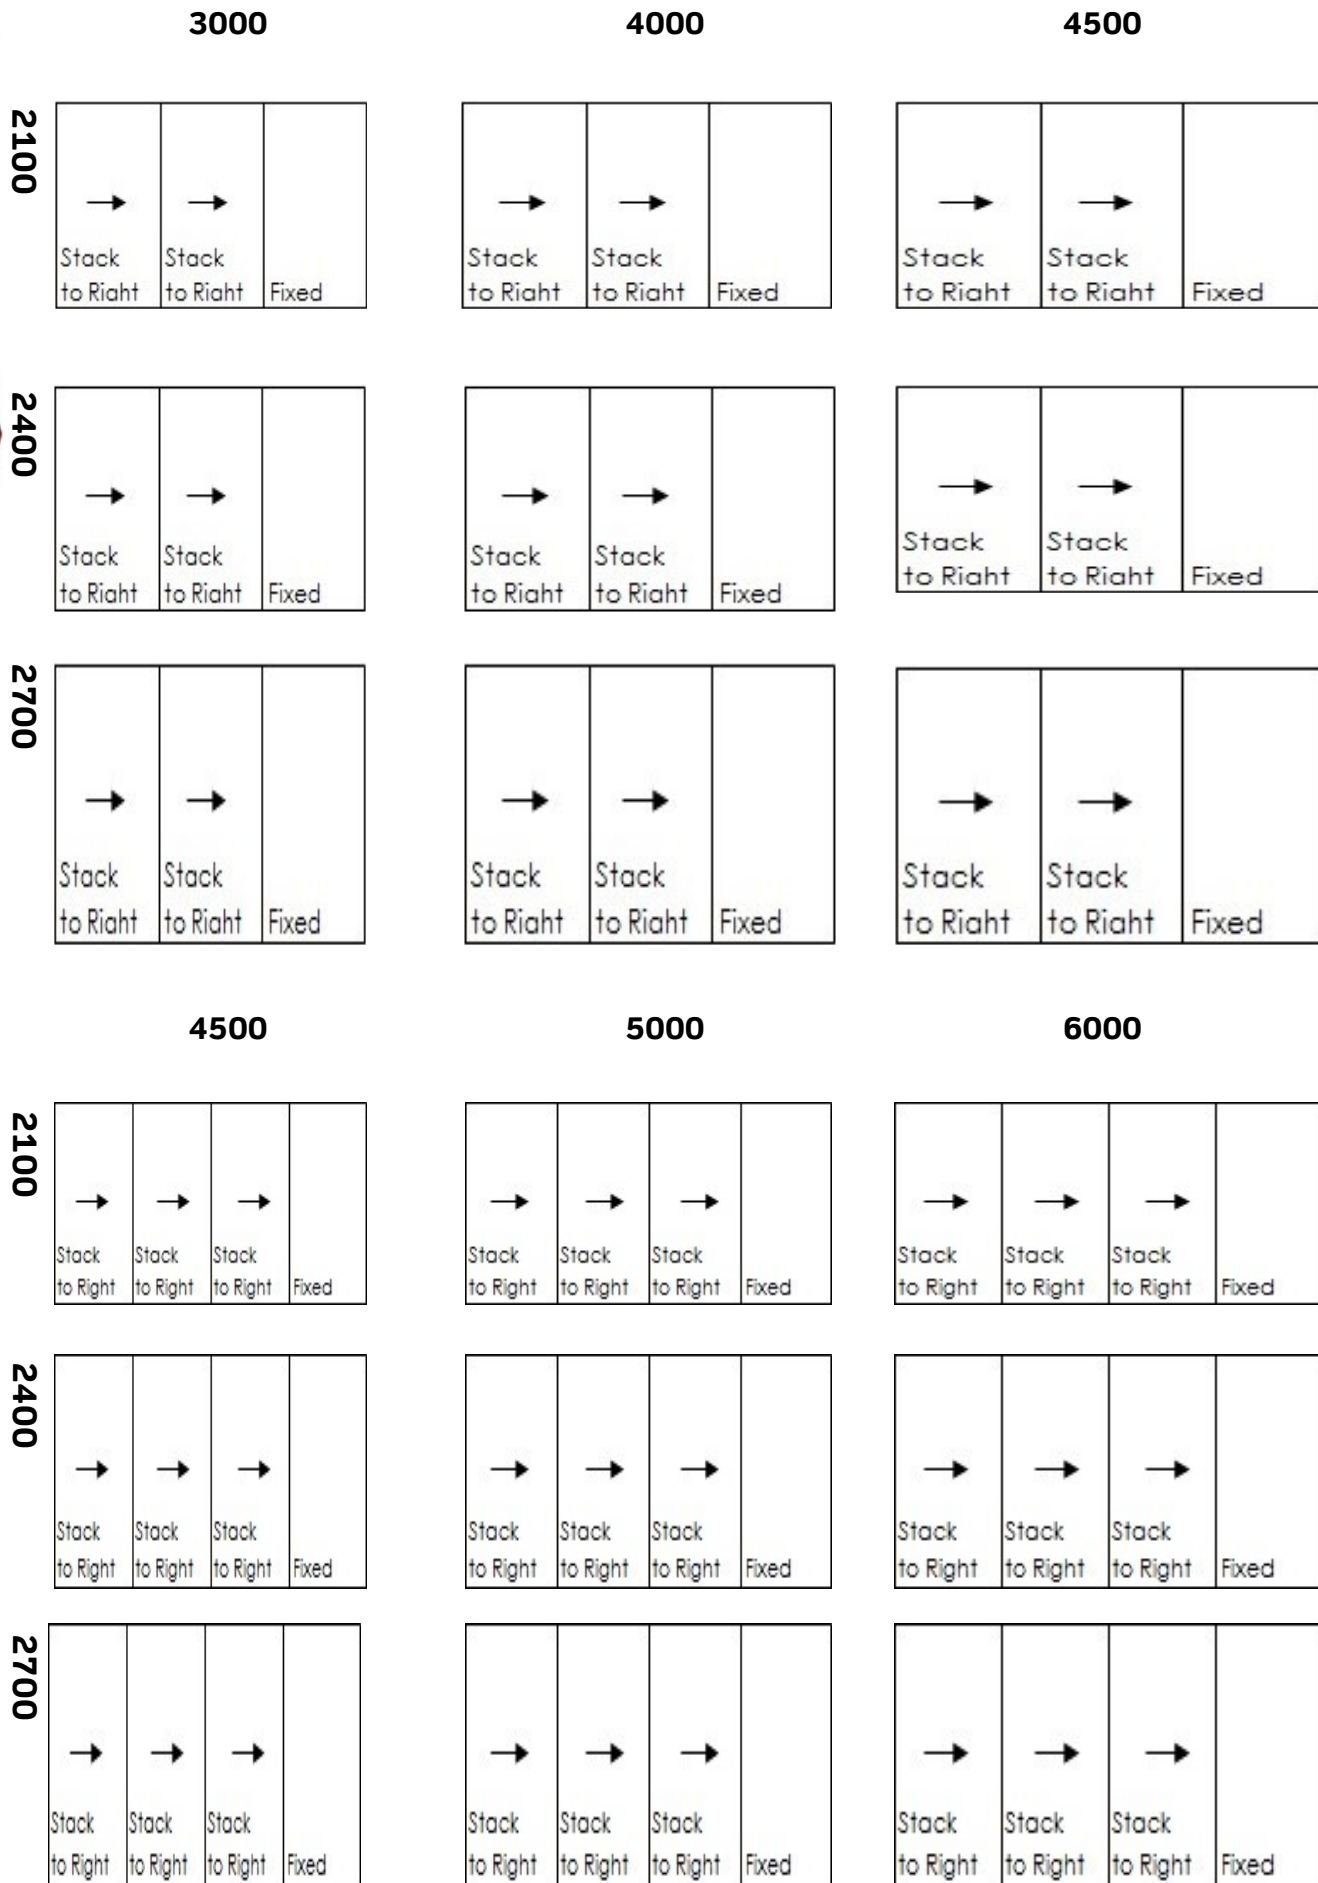 3000 4000 4500
2100
Stack Stack Stack Stack Stack Stack
to Riaht to Riaht Fixed to Riaht to Riaht Fixed to Riaht to Riaht Fixed
2400
Stack Stack Stack Stack Stack Stack
to Riaht to Riaht Fixed to Riaht to Riaht Fixed to Riaht to Riaht Fixed
2700
Stack Stack Stack Stack Stack Stack
to Riaht to Riaht Fixed to Riaht to Riaht Fixed to Riaht to Riaht Fixed
4500 5000 6000
2100
Stack Stack Stack Stack Stack Stack Stack Stack Stack
to Right to Right to Right Fixed to Right to Right to Right Fixed to Right to Right to Right Fixed
2400
Stack Stack Stack Stack Stack Stack Stack Stack Stack
to Right to Right to Right Fixed to Right to Right to Right Fixed to Right to Right to Right Fixed
2700
Stack Stack Stack Stack Stack Stack Stack Stack Stack
to Right to Right to Right Fixed to Right to Right to Right Fixed to Right to Right to Right Fixed